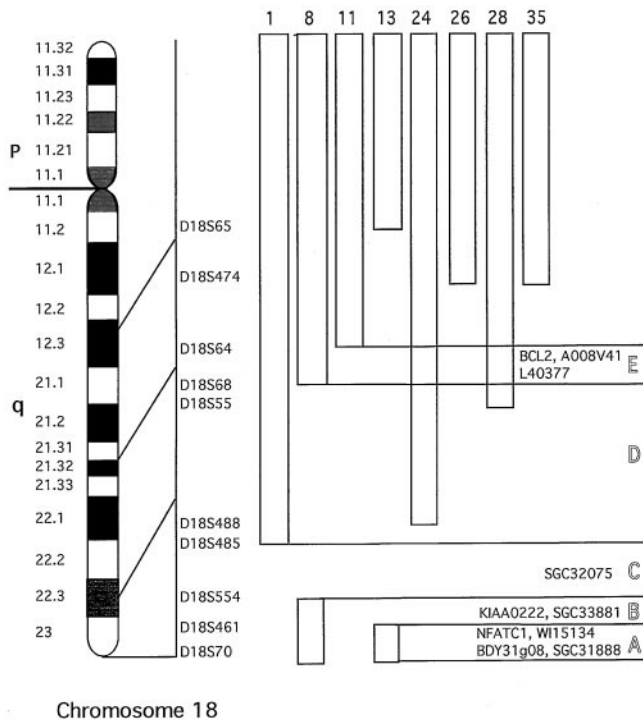 1 8 11 13 24 26 28 35
11.32
11.31
11.23
11.22
11.21
11.1
P
11.1
11.2
12.1
12.2
12.3
21.1
21.2
21.31
21.32
21.33
22.1
22.2
22.3
23
q
D18S65
D18S474
D18S64
D18S68
D18S55
D18S488
D18S485
D18S554
D18S461
D18S70
BCL2, A008V41
L40377
E
D
SGC32075 C
KIAA0222, SGC33881 B
NFATC1, WI15134
BDY31g08, SGC31888
A
Chromosome 18